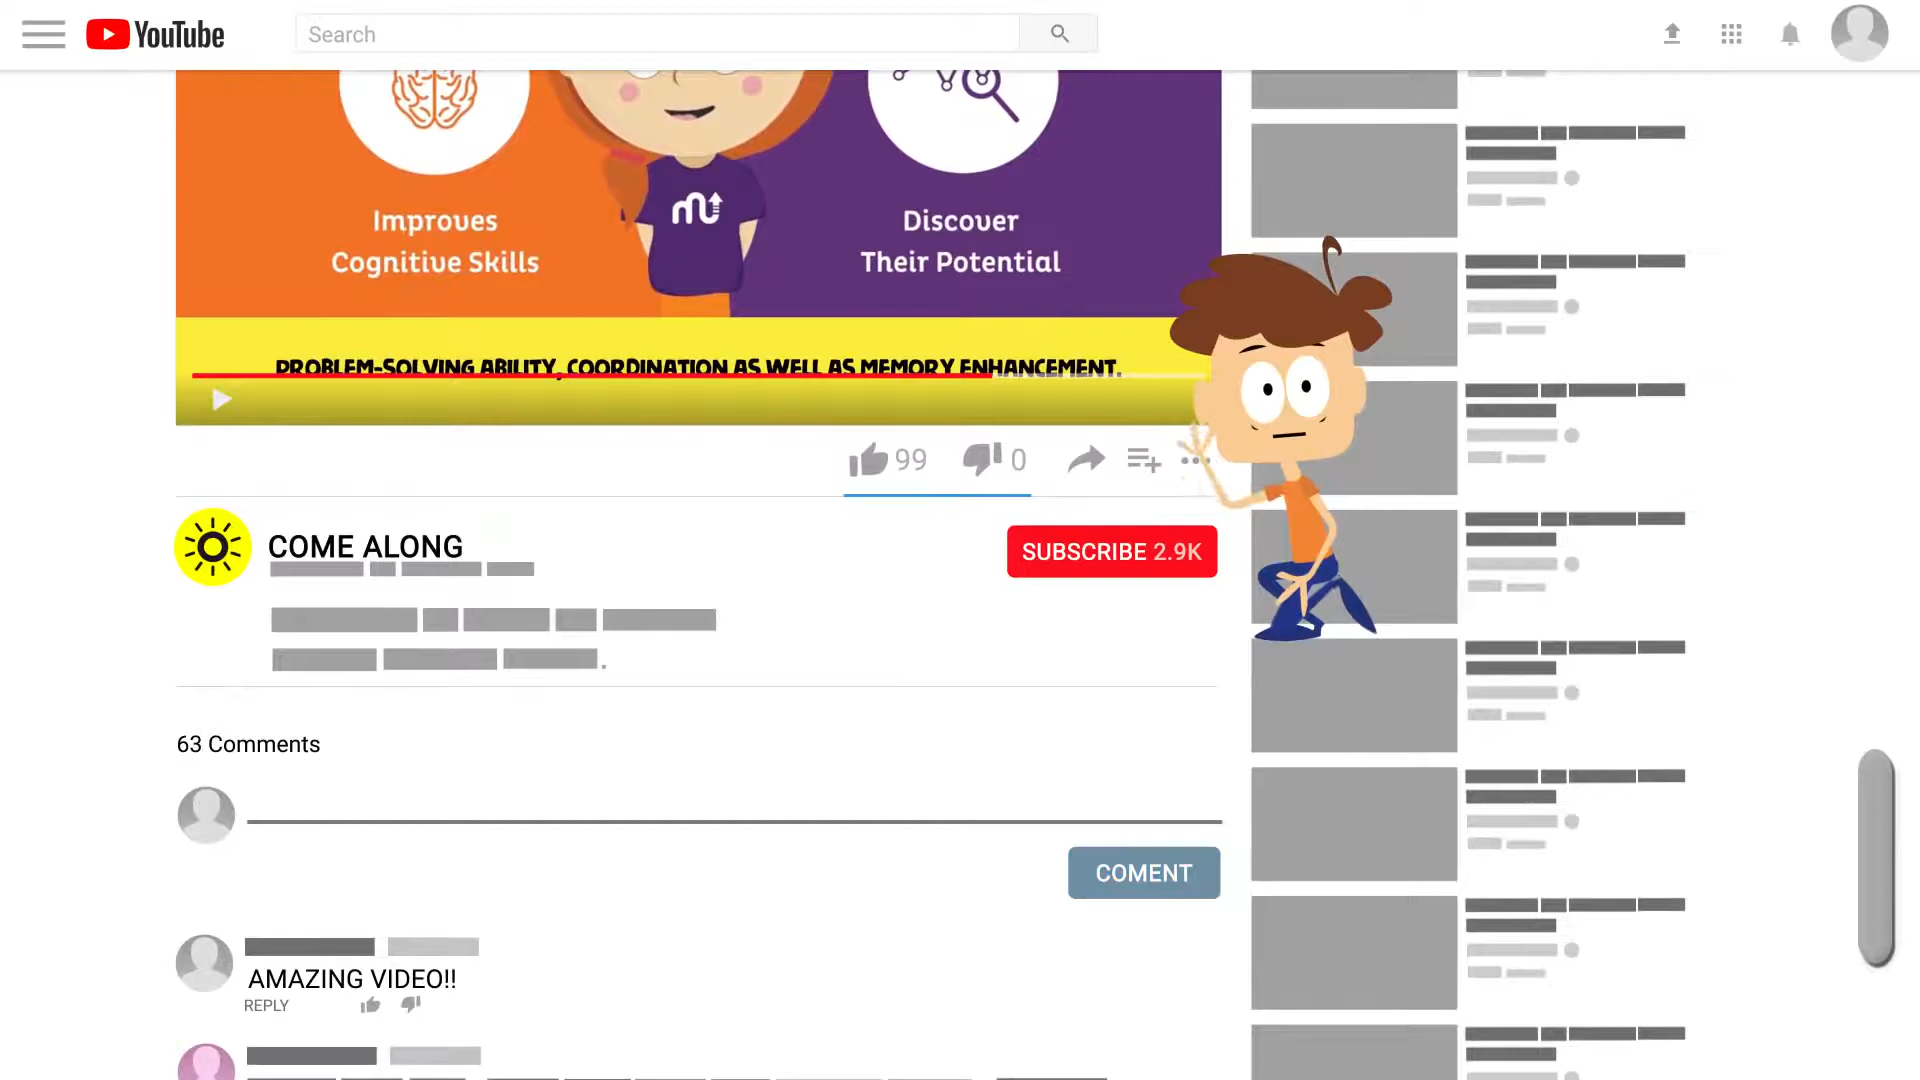 YouTube
Search
Improves
Cognitive Skills
Discover
Their Potential
PROBLEM-SOLVING ABILITY, COORDINATION AS WELL AS MEMORY ENHANCEMENT.
99
0
COME ALONG
SUBSCRIBE 2.9K
63 Comments
COMENT
AMAZING VIDEO!!
REPLY